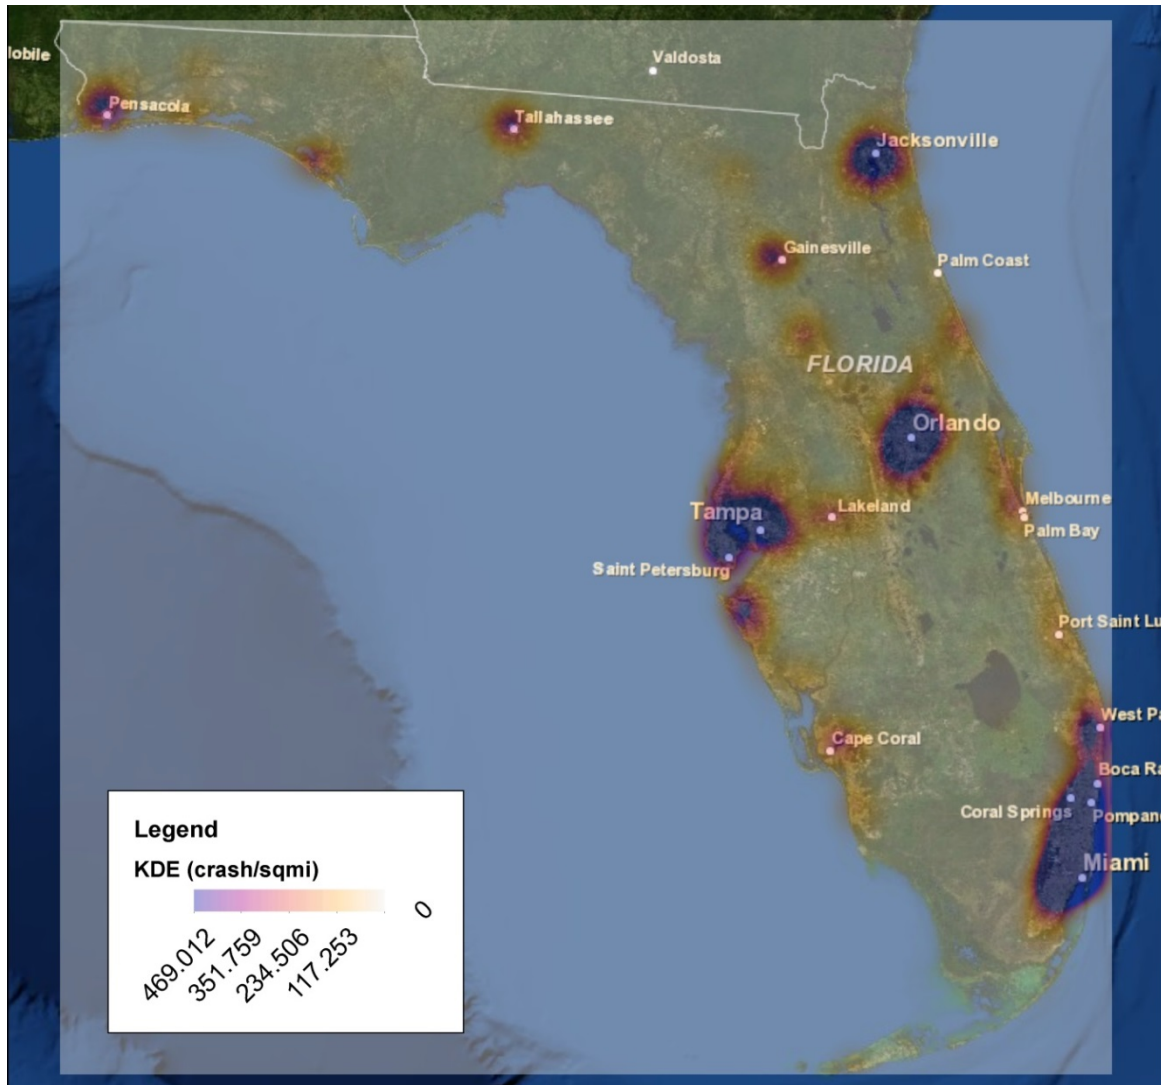 lobile
Valdosta
Pensacola
Tallahassee
Jacksonville
Gainesville
Palm Coast
FLORIDA
Orlando
Melbourne
Tampa
Lakeland
Palm Bay
Saint Petersburg
Port Saint Lu
West Pa
Cape Coral
Boca Ra
Coral Springs
Pompano
Miami
Legend
KDE (crash/sqmi)
469.012
351.759
234.506
117.253
0